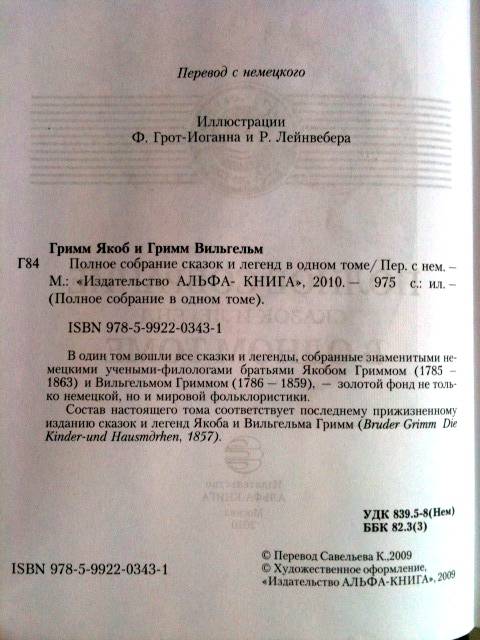 Перевод с немецкого
Иллюстрации
Ф. Грот-Иоганна и Р. Лейнвебера
Гримм Якоб и Гримм Вильгельм
Г84 Полное собрание сказок и легенд в одном томе/ Пер. с нем. –
М.: «Издательство АЛЬФА- КНИГА», 2010.– 975 с.: ил.–
(Полное собрание в одном томе).
ISBN 978-5-9922-0343-1
В один том вошли все сказки и легенды, собранные знаменитыми не-
мецкими учеными-филологами братьями Якобом Гриммом (1785 –
1863) и Вильгельмом Гриммом (1786 – 1859), – золотой фонд не толь-
ко немецкой, но и мировой фольклористики.
Состав настоящего тома соответствует последнему прижизненному
изданию сказок и легенд Якоба и Вильгельма Гримм (Bruder Grimm Die
Kinder-und Hausmдrhen, 1857).
УДК 839.5-8(Нем)
ББК 82.3(3)
ISBN 978-5-9922-0343-1
© Перевод Савельева К.,2009
© Художественное оформление,
«Издательство АЛЬФА-КНИГА», 2009